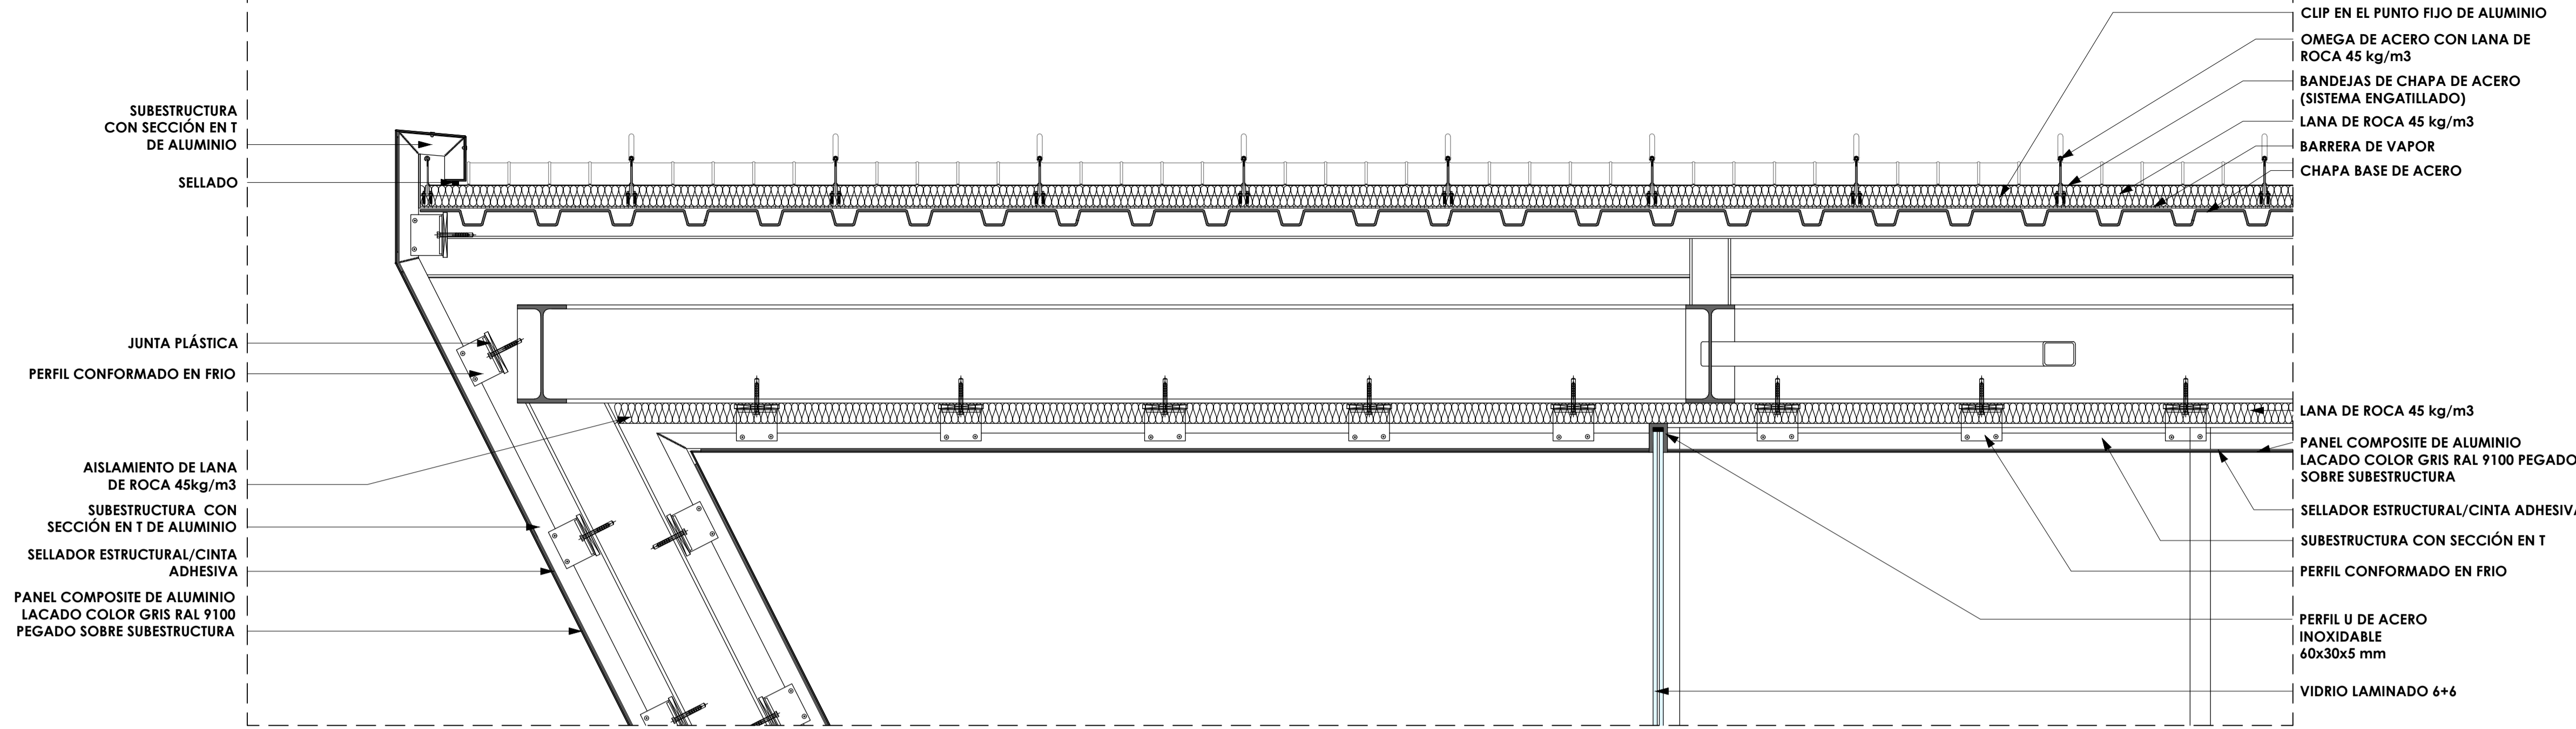 SUBESTRUCTURA
CON SECCIÓN EN T
DE ALUMINIO
SELLADO
JUNTA PLÁSTICA
PERFIL CONFORMADO EN FRIO
AISLAMIENTO DE LANA
DE ROCA 45kg/m3
SUBESTRUCTURA CON
SECCIÓN EN T DE ALUMINIO
SELLADOR ESTRUCTURAL/CINTA
ADHESIVA
PANEL COMPOSITE DE ALUMINIO
LACADO COLOR GRIS RAL 9100
PEGADO SOBRE SUBESTRUCTURA
CLIP EN EL PUNTO FIJO DE ALUMINIO
OMEGA DE ACERO CON LANA DE
ROCA 45 kg/m3
BANDEJAS DE CHAPA DE ACERO
(SISTEMA ENGATILLADO)
LANA DE ROCA 45 kg/m3
BARRERA DE VAPOR
CHAPA BASE DE ACERO
LANA DE ROCA 45 kg/m3
PANEL COMPOSITE DE ALUMINIO
LACADO COLOR GRIS RAL 9100 PEGADO
SOBRE SUBESTRUCTURA
SELLADOR ESTRUCTURAL/CINTA ADHESIVA
SUBESTRUCTURA CON SECCIÓN EN T
PERFIL CONFORMADO EN FRIO
PERFIL U DE ACERO
INOXIDABLE
60x30x5 mm
VIDRIO LAMINADO 6+6